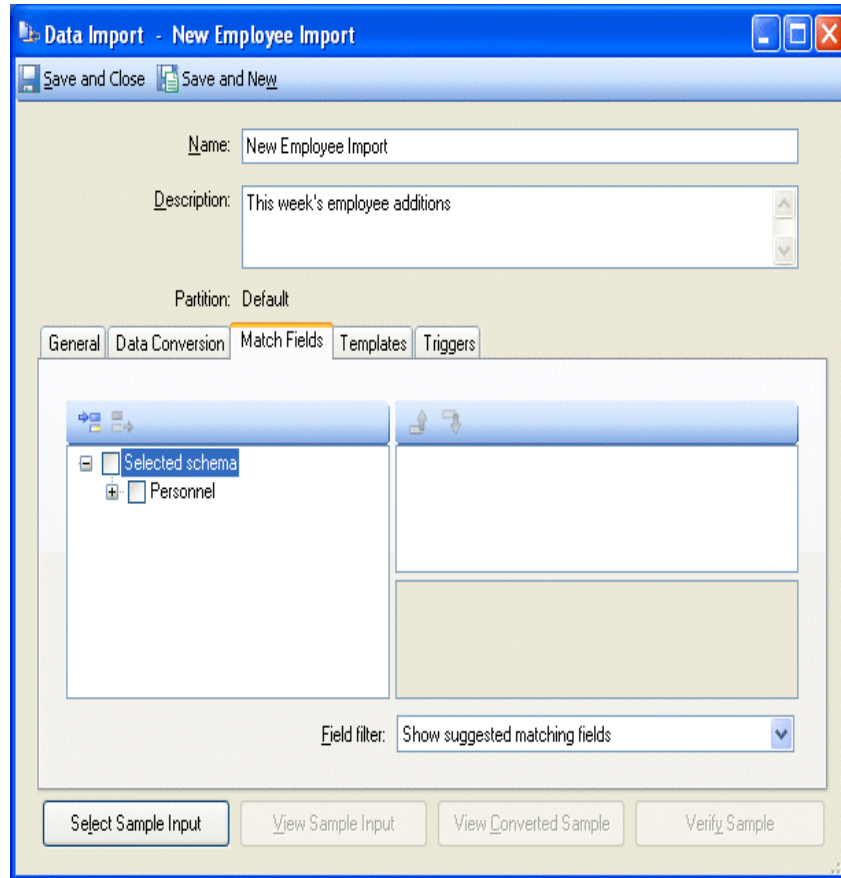 Data Import - New Employee Import
Save and Close Save and New
Name: New Employee Import
Description: This week's employee additions
Partition: Default
General Data Conversion Match Fields Templates Triggers
Selected schema
Personnel
Field filter: Show suggested matching fields
Select Sample Input View Sample Input View Converted Sample Verify Sample